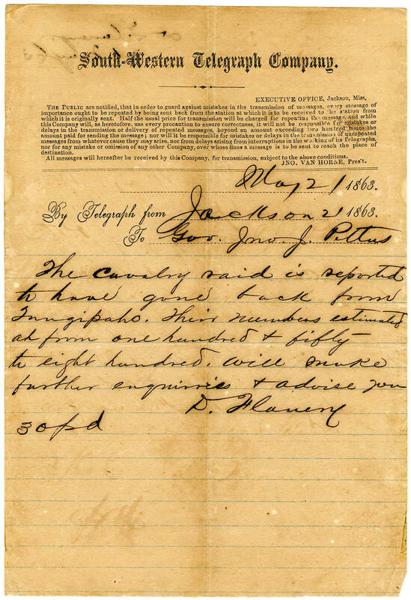 South-Western Telegraph Company.
EXECUTIVE OFFICE, Jackson, Miss,
THE PUBLIC are notified, that in order to guard against mistakes in the transmission of messages, every message of
importance ought to be repeated by being sent back from the station at which it is to be received to the station from
which it is originally sent. Half the usual price for transmission will be charged for repeating the message, and while
this Company will, as heretofore, use every precaution to ensure correctness, it will not be responsible for mistakes or
delays in the transmission or delivery of repeated messages, beyond an amount exceeding two hundred times the
amount paid for sending the message; nor will it be responsible for mistakes or delays in the transmission of unrepeated
messages from whatever cause they may arise, nor for delays arising from interruptions in the working of its Telegraphs,
nor for any mistake or omission of any other Company, over whose lines a message is to be sent to reach the place of
destination.
All messages will hereafter be received by this Company, for transmission, subject to the above conditions.
JNO. VAN HORNE, Pres't.
May 2 / 1863.
By Telegraph from Jackson 2 1863.
To Gov. Jno. J. Pettus
The cavalry raid is reported
to have gone back from
Tangipaho. Their numbers estimated
ad from one hundred & fifty
to eight hundred. will make
further enquiries & advise you
D. Flanery
30 pd